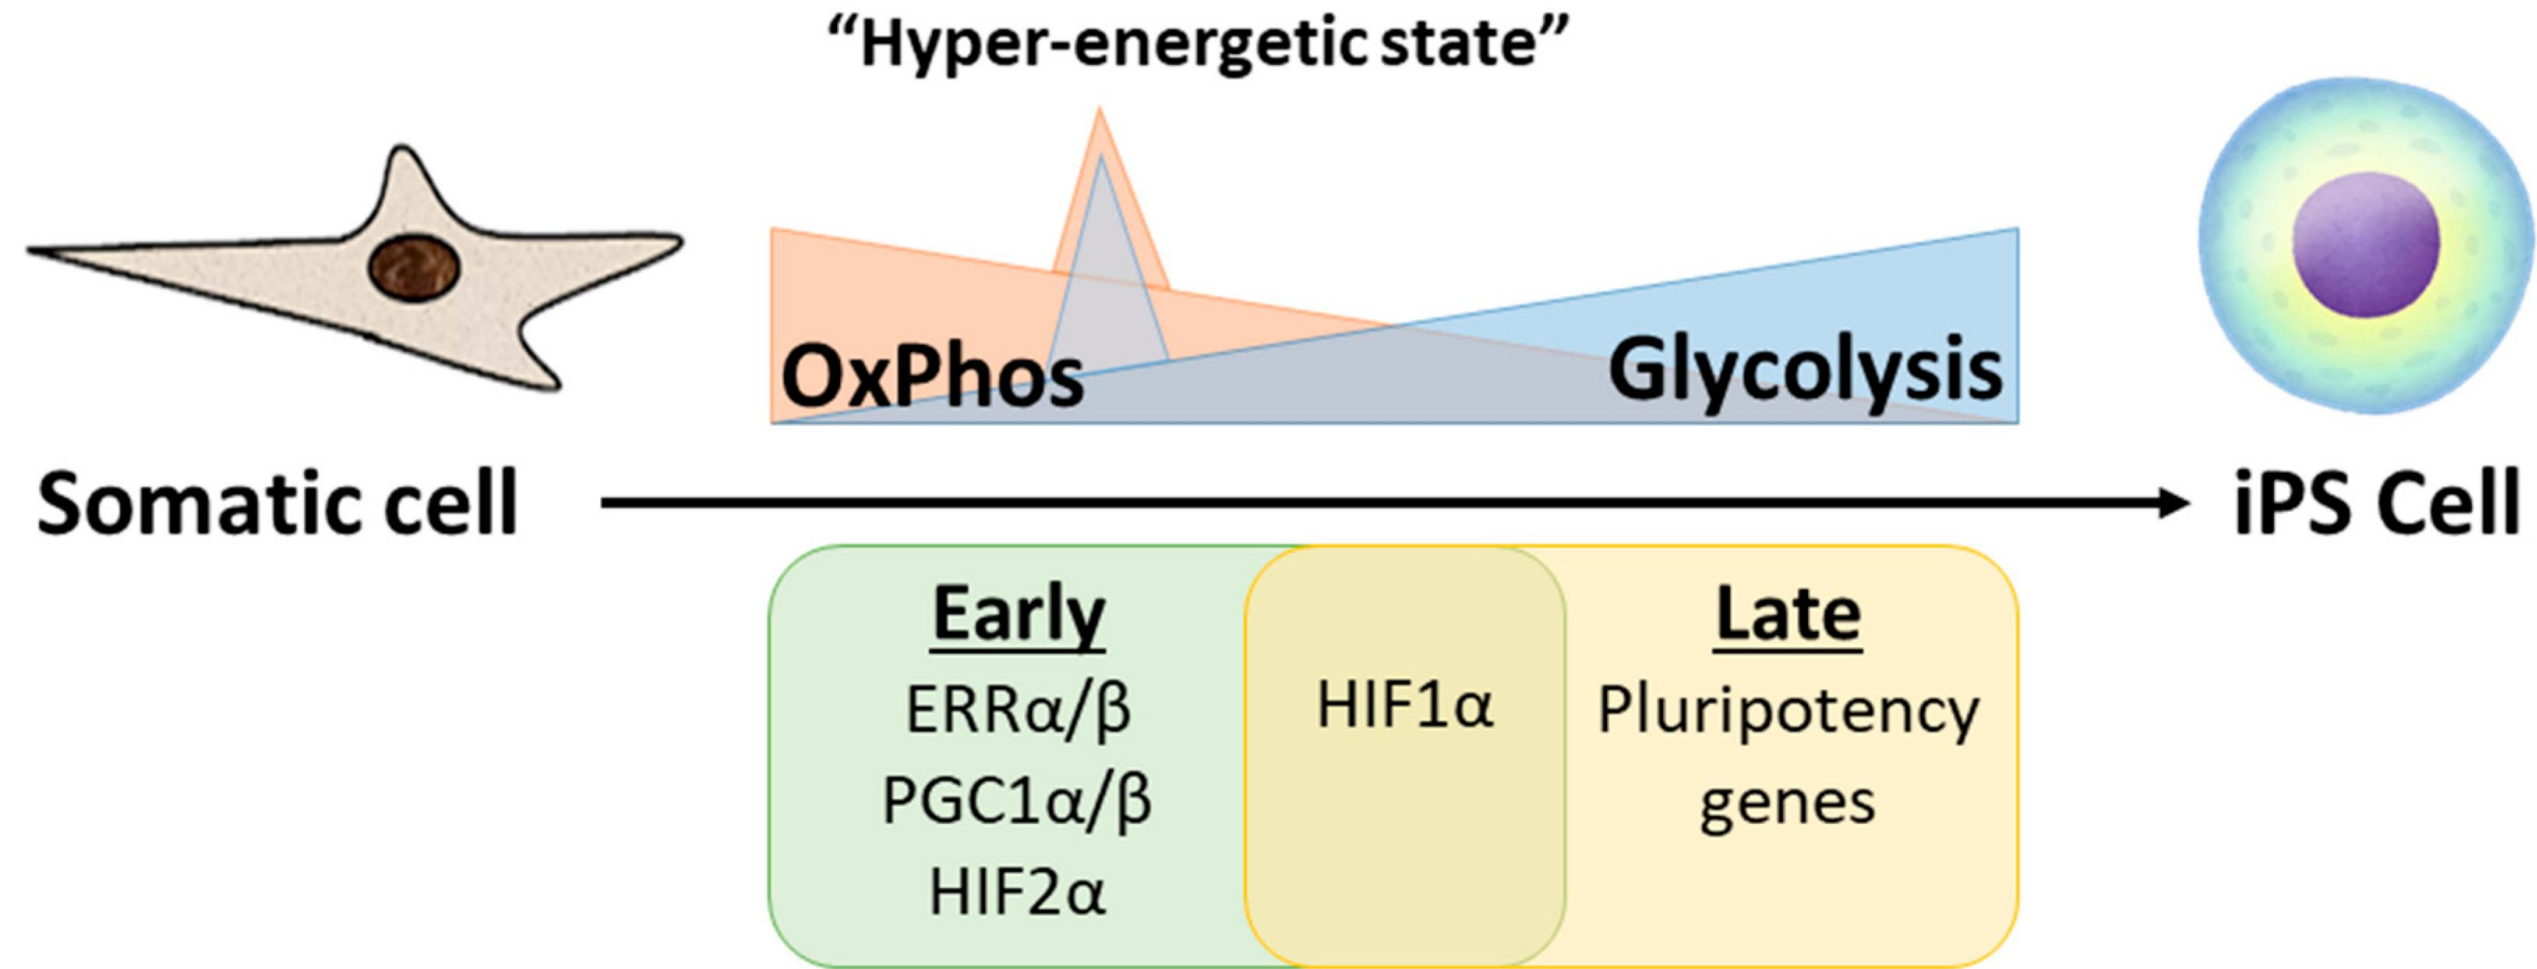 “Hyper-energetic state”
OxPhos
Glycolysis
Somatic cell
iPS Cell
Early
ERRα/β
PGC1α/β
HIF2α
HIF1α
Late
Pluripotency
genes